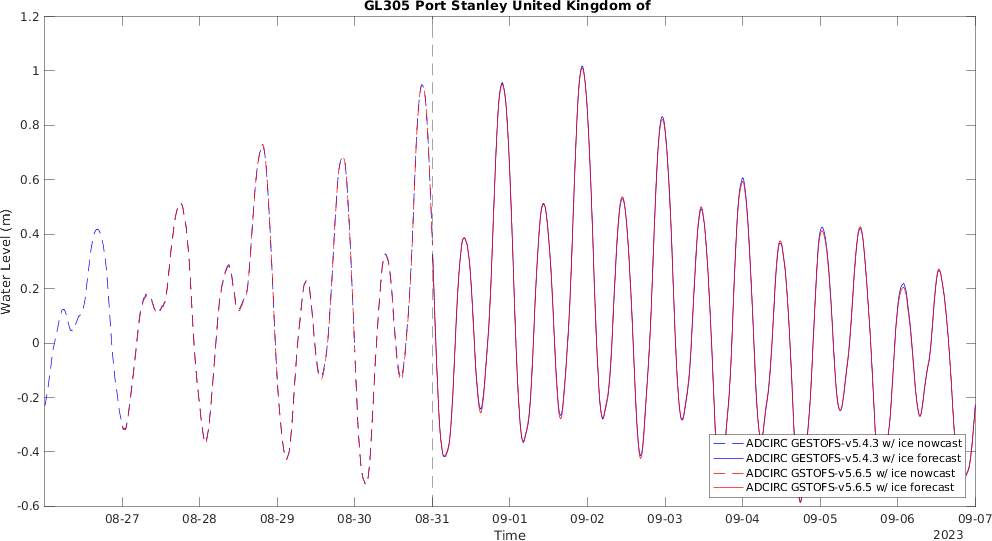 GL305 Port Stanley United Kingdom of
1.2
1
0.8
0.6
0.4
0.2
0
-0.2
-0.4
-0.6
Water Level (m)
ADCIRC GESTOFS-v5.4.3 w/ ice nowcast
ADCIRC GESTOFS-v5.4.3 w/ ice forecast
ADCIRC GSTOFS-v5.6.5 w/ ice nowcast
ADCIRC GSTOFS-v5.6.5 w/ ice forecast
08-27 08-28 08-29 08-30 08-31 09-01 09-02 09-03 09-04 09-05 09-06 09-07
Time
2023